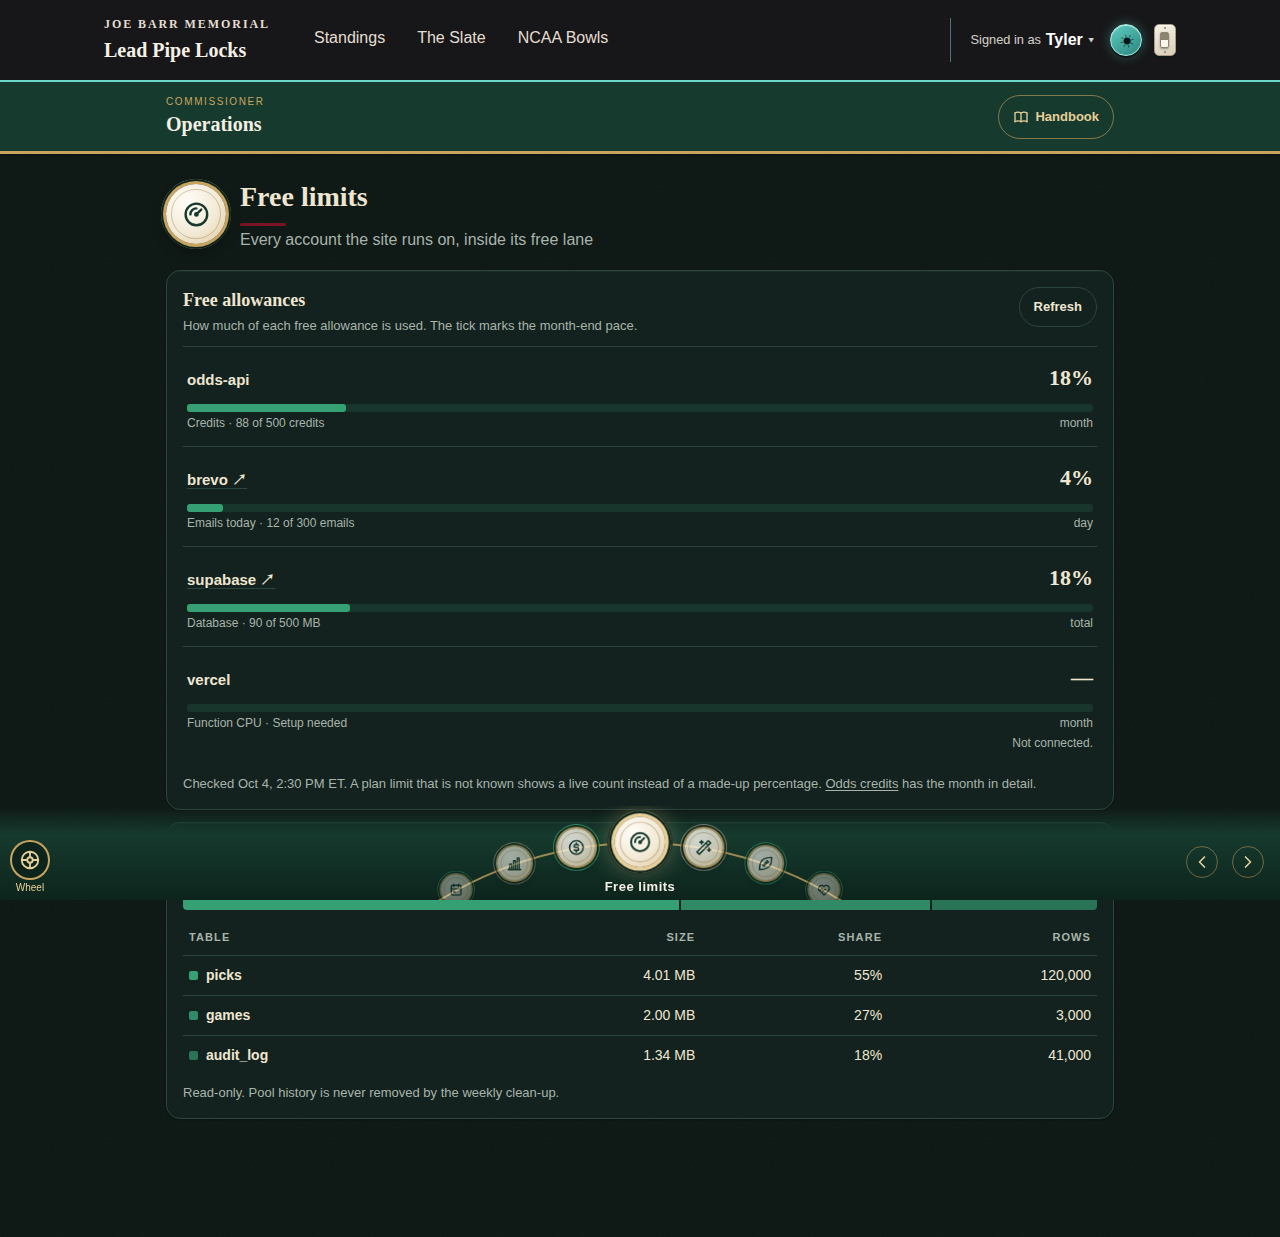 JOE BARR MEMORIAL
Lead Pipe Locks
Standings
The Slate
NCAA Bowls
Signed in as Tyler ▾
COMMISSIONER
Operations
Handbook
Free limits
Every account the site runs on, inside its free lane
Free allowances
Refresh
How much of each free allowance is used. The tick marks the month-end pace.
odds-api
18%
Credits · 88 of 500 credits
month
brevo ↗
4%
Emails today · 12 of 300 emails
day
supabase ↗
18%
Database · 90 of 500 MB
total
vercel
—
Function CPU · Setup needed
month
Not connected.
Checked Oct 4, 2:30 PM ET. A plan limit that is not known shows a live count instead of a made-up percentage. Odds credits has the month in detail.
Wheel
Free limits
TABLE SIZE SHARE ROWS
picks 4.01 MB 55% 120,000
games 2.00 MB 27% 3,000
audit_log 1.34 MB 18% 41,000
Read-only. Pool history is never removed by the weekly clean-up.